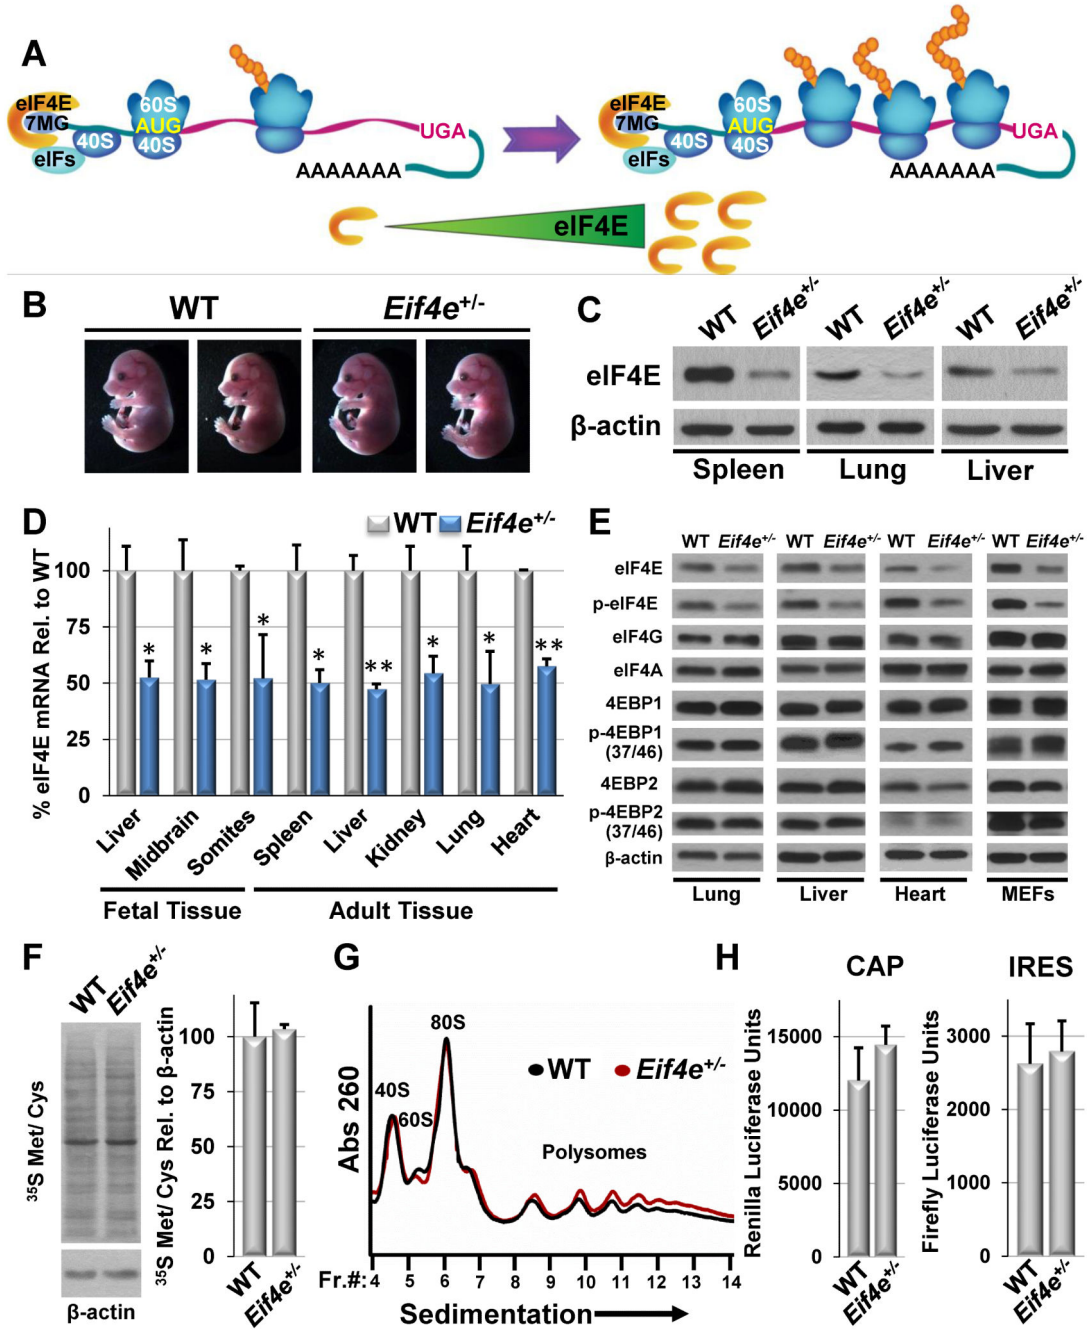 A
eIF4E
7MG
eIFs
40S
60S
AUG
40S
UGA
AAAAAAA
eIF4E
7MG
eIFs
40S
60S
AUG
40S
UGA
AAAAAAA
eIF4E
B
WT
Eif4e+/-
C
WT Eif4e+/- WT Eif4e+/- WT Eif4e+/-
eIF4E
β-actin
Spleen Lung Liver
D
WT Eif4e+/-
% eIF4E mRNA Rel. to WT
100
75
50
25
0
* * * * ** * * **
Liver Midbrain Somites Spleen Liver Kidney Lung Heart
Fetal Tissue Adult Tissue
E
WT Eif4e+/- WT Eif4e+/- WT Eif4e+/- WT Eif4e+/-
eIF4E
p-eIF4E
eIF4G
eIF4A
4EBP1
p-4EBP1
(37/46)
4EBP2
p-4EBP2
(37/46)
β-actin
Lung Liver Heart MEFs
F
WT Eif4e+/-
35S Met/ Cys
β-actin
35S Met/ Cys Rel. to β-actin
100
75
50
25
0
WT Eif4e+/-
G
Abs 260
40S
60S
80S
WT Eif4e+/-
Polysomes
Fr.#: 4 5 6 7 8 9 10 11 12 13 14
Sedimentation
H
CAP
Renilla Luciferase Units
15000
10000
5000
0
WT Eif4e+/-
IRES
Firefly Luciferase Units
3000
2000
1000
0
WT Eif4e+/-